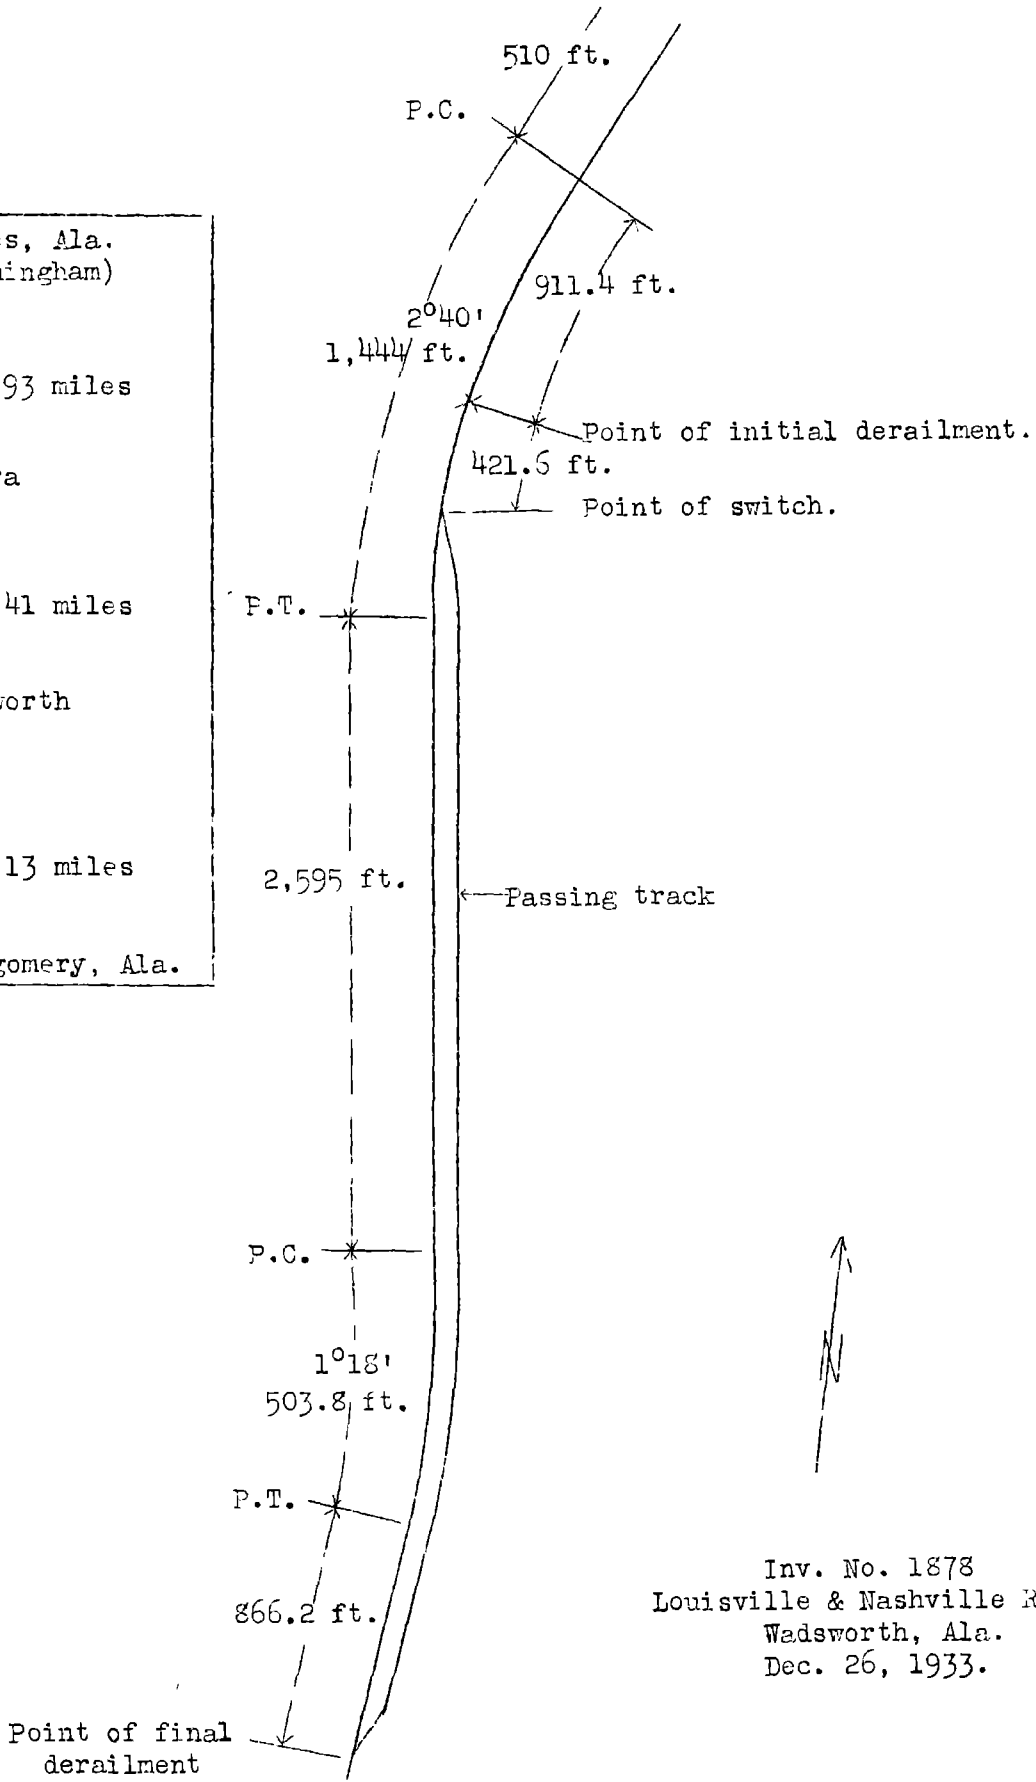 510 ft.
P.C.
s, Ala.
ingham)
911.4 ft.
2°40'
1,444 ft.
93 miles
Point of initial derailment.
421.6 ft.
ra
Point of switch.
P.T.
41 miles
worth
2,595 ft.
13 miles
Passing track
gomery, Ala.
P.C.
1°18'
503.8 ft.
N
P.T.
Inv. No. 1878
Louisville & Nashville R
866.2 ft.
Wadsworth, Ala.
Dec. 26, 1933.
Point of final
derailment